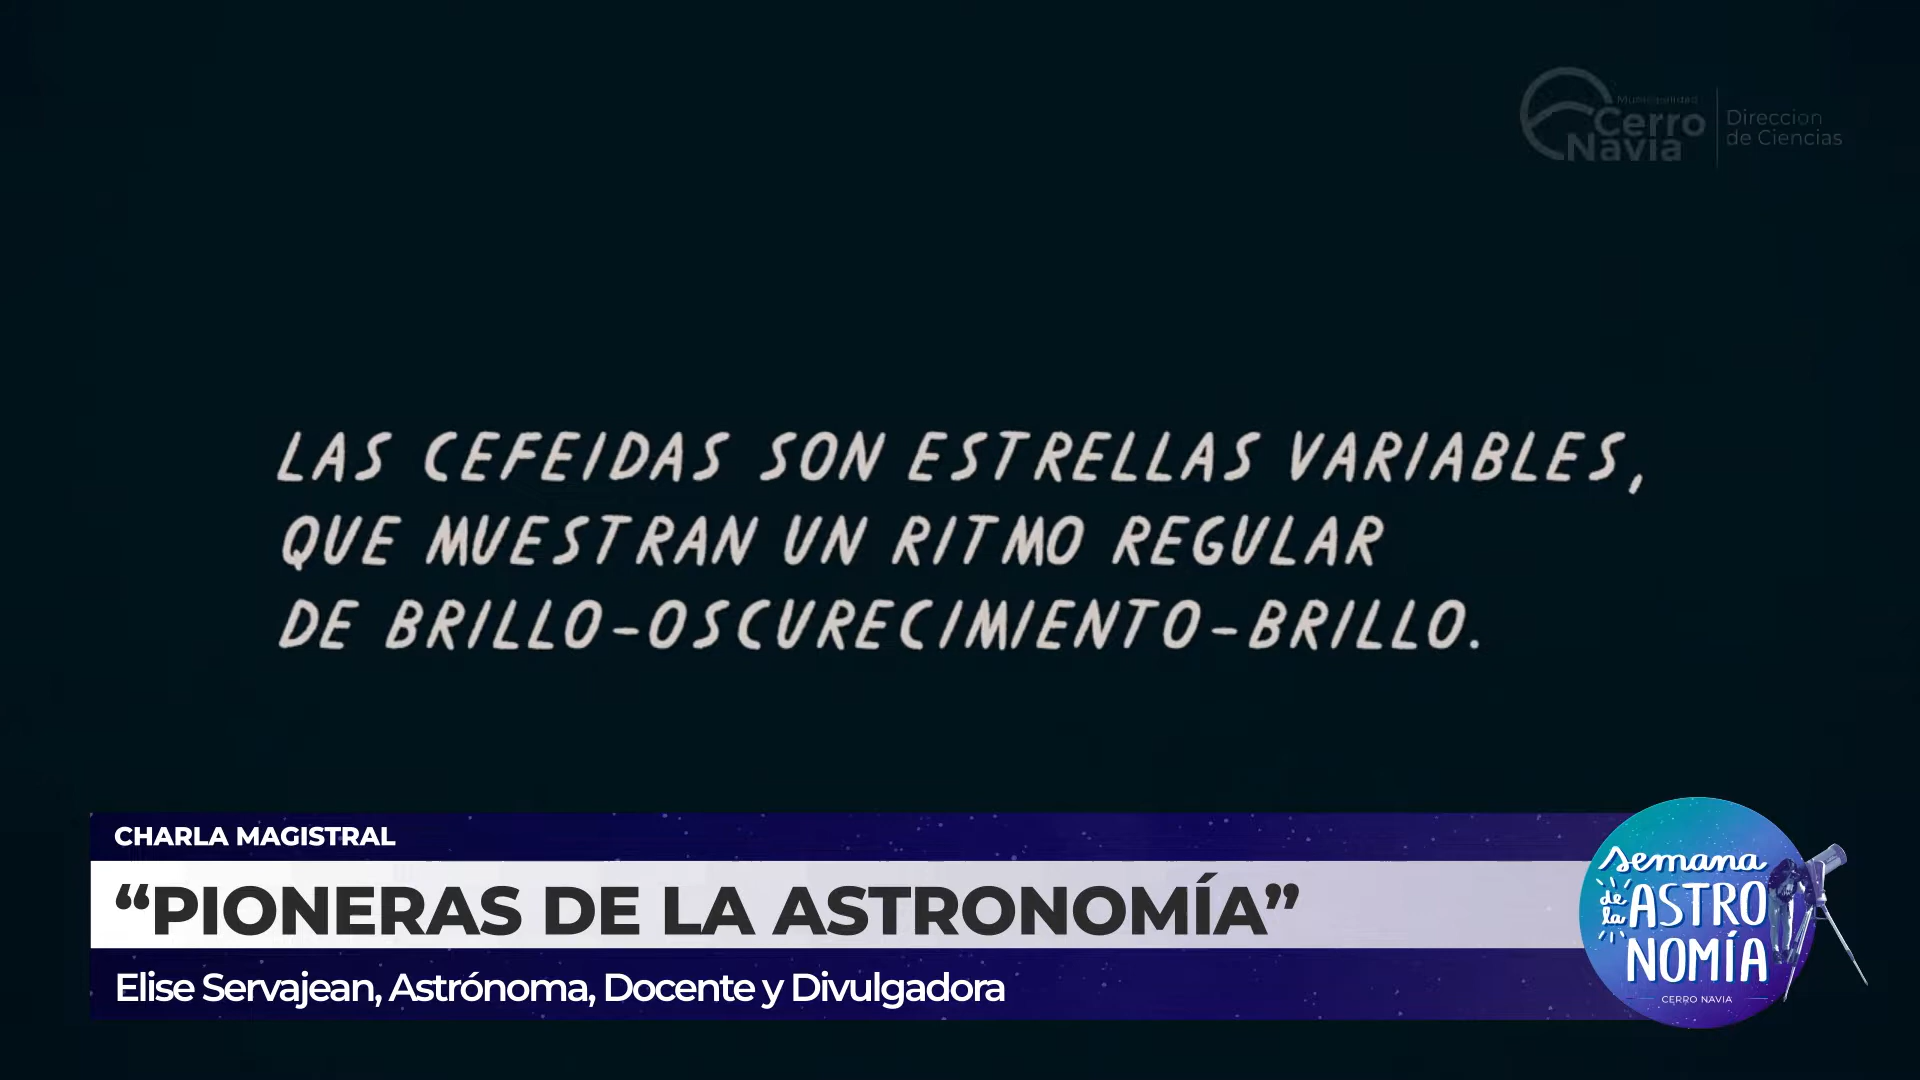 Municipalidad
Cerro
Navia
Direccion
de Ciencias
LAS CEFEIDAS SON ESTRELLAS VARIABLES,
QUE MUESTRAN UN RITMO REGULAR
DE BRILLO-OSCURECIMIENTO-BRILLO.
CHARLA MAGISTRAL
“PIONERAS DE LA ASTRONOMÍA”
Elise Servajean, Astrónoma, Docente y Divulgadora
Semana
de la
ASTRO
NOMÍA
CERRO NAVIA